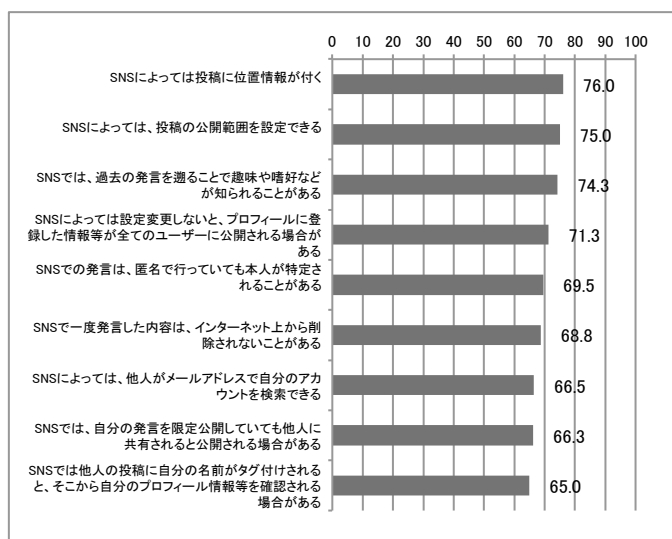 0 10 20 30 40 50 60 70 80 90 100
SNSによっては投稿に位置情報が付く
76.0
SNSによっては、投稿の公開範囲を設定できる
75.0
SNSでは、過去の発言を遡ることで趣味や嗜好など
が知られることがある
74.3
SNSによっては設定変更しないと、プロフィールに登
録した情報等が全てのユーザーに公開される場合が
ある
71.3
SNSでの発言は、匿名で行っていても本人が特定さ
れることがある
69.5
SNSで一度発言した内容は、インターネット上から削
除されないことがある
68.8
SNSによっては、他人がメールアドレスで自分のアカ
ウントを検索できる
66.5
SNSでは、自分の発言を限定公開していても他人に
共有されると公開される場合がある
66.3
SNSでは他人の投稿に自分の名前がタグ付けされる
と、そこから自分のプロフィール情報等を確認される
場合がある
65.0